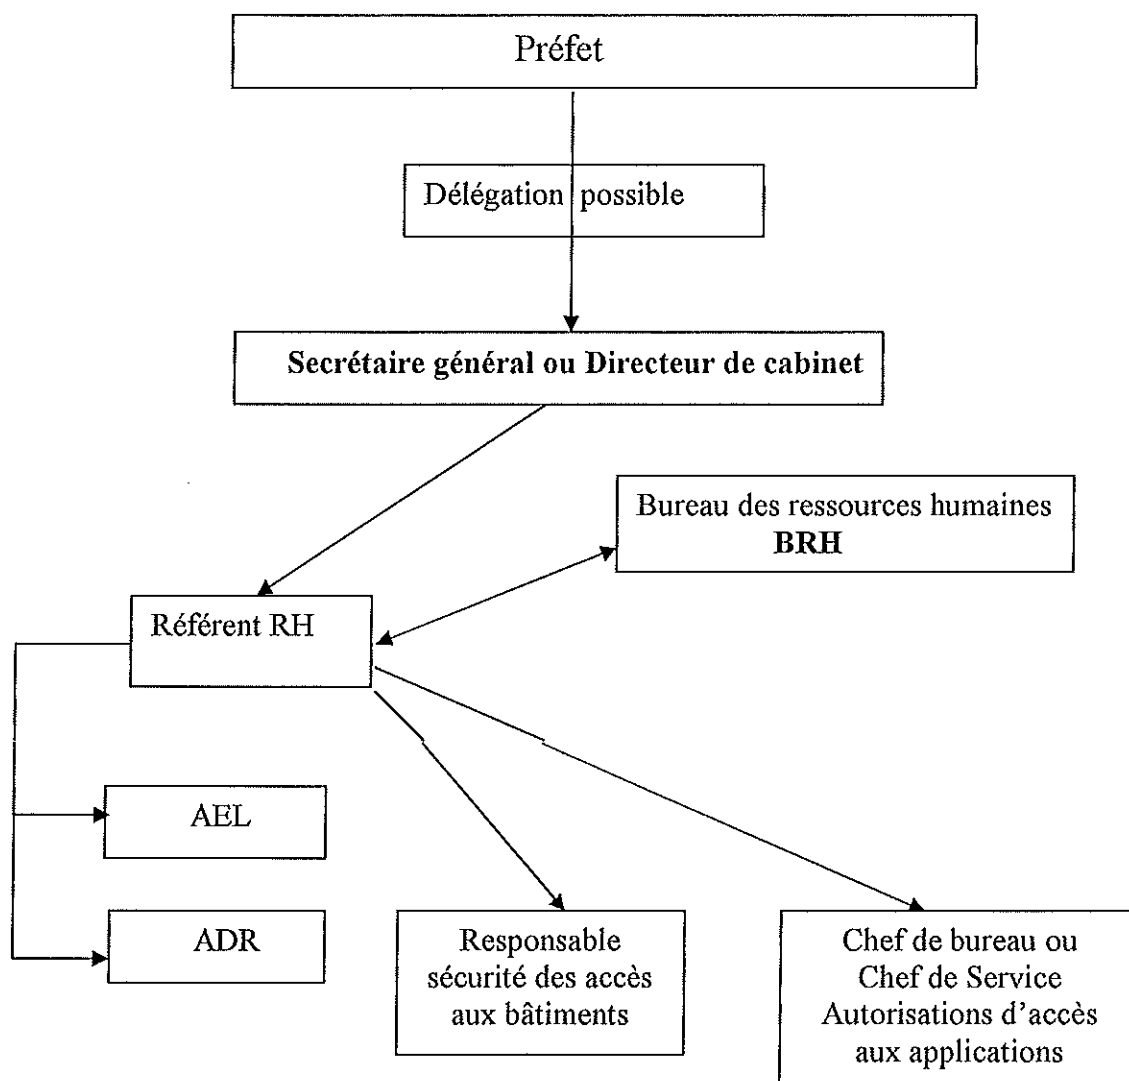 Préfet
Délégation possible
Secrétaire général ou Directeur de cabinet
Bureau des ressources humaines
BRH
Référent RH
AEL
ADR
Responsable
sécurité des accès
aux bâtiments
Chef de bureau ou
Chef de Service
Autorisations d'accès
aux applications